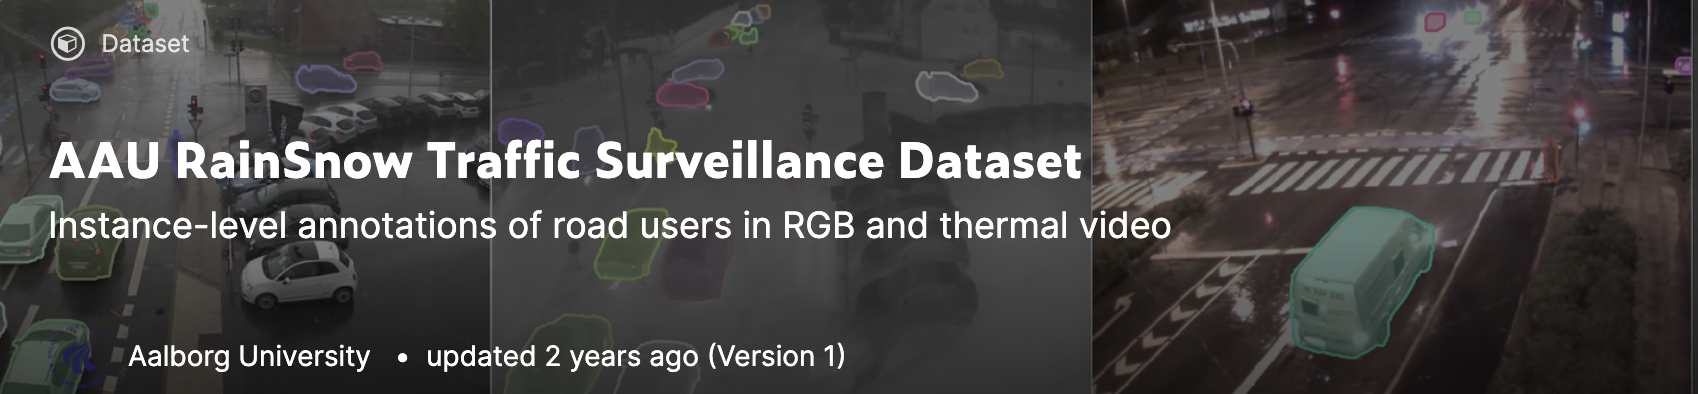 Dataset
AAU RainSnow Traffic Surveillance Dataset
Instance-level annotations of road users in RGB and thermal video
Aalborg University • updated 2 years ago (Version 1)